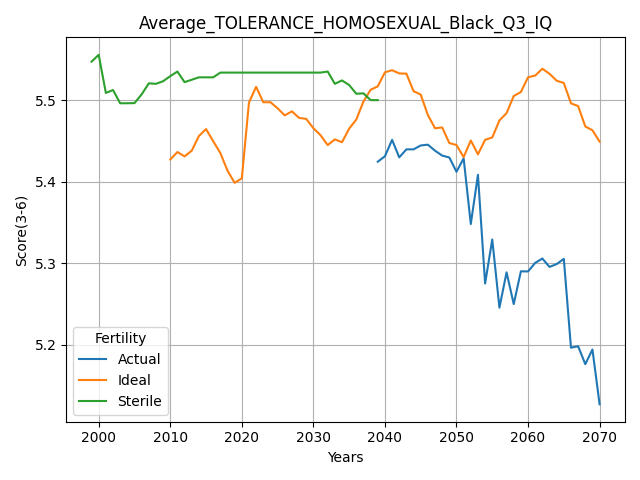 Average_TOLERANCE_HOMOSEXUAL_Black_Q3_IQ
Score(3-6)
5.5
5.4
5.3
5.2
Fertility
Actual
Ideal
Sterile
2000 2010 2020 2030 2040 2050 2060 2070
Years